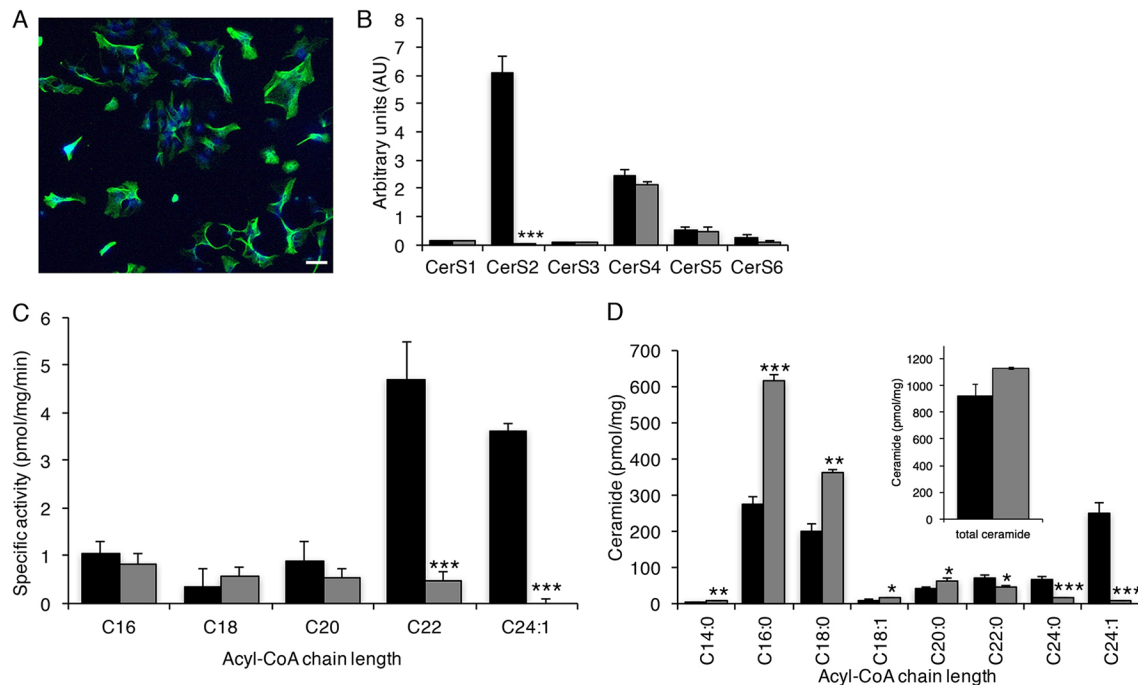 A
B
8
7
6
5
4
3
2
1
0
Arbitrary units (AU)
***
CerS1 CerS2 CerS3 CerS4 CerS5 CerS6
C
6
5
4
3
2
1
0
Specific activity (pmol/mg/min)
***
***
C16 C18 C20 C22 C24:1
Acyl-CoA chain length
D
700
600
500
400
300
200
100
0
Ceramide (pmol/mg)
**
***
**
*
*
*
***
***
C14:0
C16:0
C18:0
C18:1
C20:0
C22:0
C24:0
C24:1
Acyl-CoA chain length
1200
1000
800
600
400
200
0
Ceramide (pmol/mg)
total ceramide